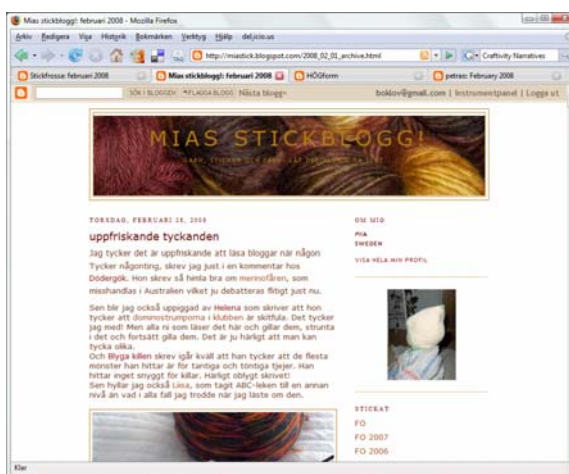 Mias stickblogg!: februari 2008 - Mozilla Firefox
Arkiv Redigera Visa Historik Bokmärken Verktyg Hjälp del.icio.us
TAG http://miastick.blogspot.com/2008_02_01_archive.html Craftivity Narratives
Stickfrossa: februari 2008 Mias stickblogg!: februari 2008 HÖGform petras: February 2008
SÖK I BLOGGEN FLAGGA BLOGG Nästa blogg» boklov@gmail.com | Instrumentpanel | Logga ut
MIAS STICKBLOGG!
TORSDAG, FEBRUARI 28, 2008
uppfriskande tyckanden
Jag tycker det är uppfriskande att läsa bloggar när någon
Tycker någonting, skrev jag just i en kommentar hos
Dödergök. Hon skrev så himla bra om merinofåren, som
misshandlas i Australien vilket ju debatteras flitigt just nu.
Sen blir jag också uppiggad av Helena som skriver att hon
tycker att dominostrumporna i klubben är skitfula. Det tycker
jag med! Men alla ni som läser det här och gillar dem, strunta
i det och fortsätt gilla dem. Det är ju härligt att man kan
tycka olika.
Och Blyga killen skrev igår kväll att han tycker att de flesta
mönster han hittar är för tantiga och töntiga tjejer. Han
hittar inget snyggt för killar. Härligt oblygt skrivet!
Sen hyllar jag också Liisa, som tagit ABC-leken till en annan
nivå än vad i alla fall jag trodde när jag läste om den.
OM MIG
MIA
SWEDEN
VISA HELA MIN PROFIL
STICKAT
FO
FO 2007
FO 2006
Klar